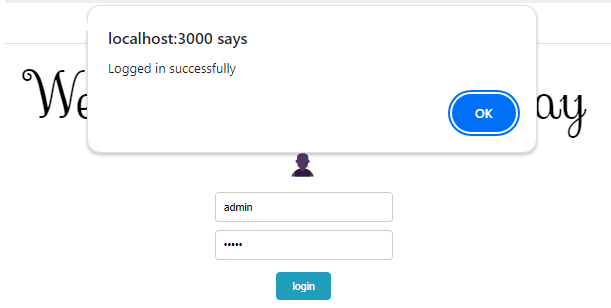 localhost:3000 says
Logged in successfully
OK
admin
•••••
login